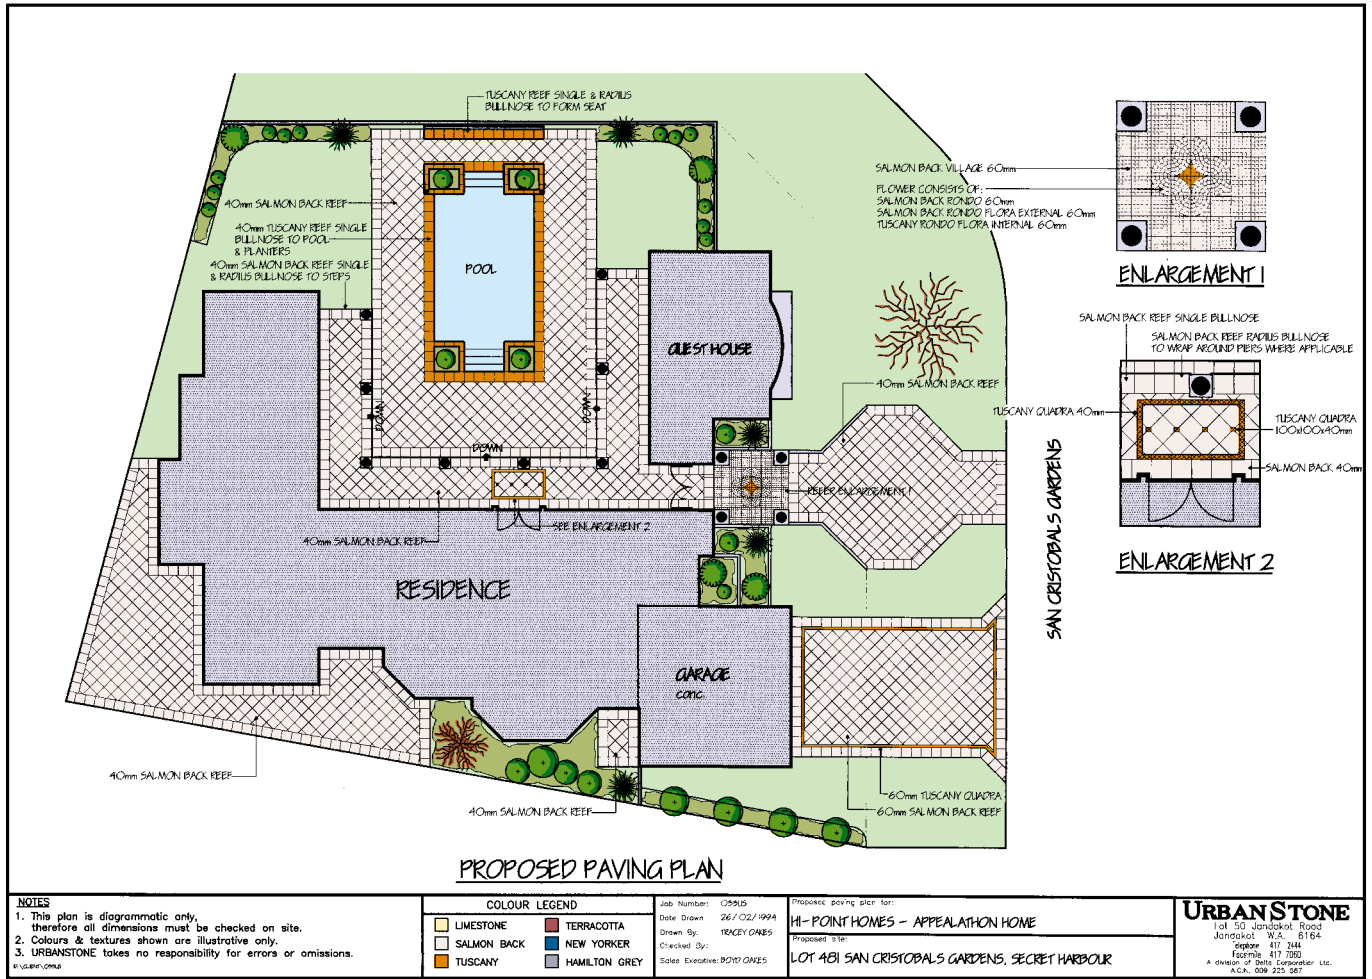 TUSCANY REEF SINGLE & RADIUS
BULLNOSE TO FORM SEAT
40mm SALMON BACK REEF
40mm TUSCANY REEF SINGLE
BULLNOSE TO POOL
& PLANTERS
40mm SALMON BACK REEF SINGLE
& RADIUS BULLNOSE TO STEPS
POOL
GUEST HOUSE
DOWN
DOWN
DOWN
40mm SALMON BACK REEF
REFER ENLARGEMENT 1
SEE ENLARGEMENT 2
40mm SALMON BACK REEF
RESIDENCE
GARAGE
conc.
40mm SALMON BACK REEF
40mm SALMON BACK REEF
60mm TUSCANY QUADRA
60mm SALMON BACK REEF
SAN CRISTOBALS GARDENS
SALMON BACK VILLAGE 60mm
FLOWER CONSISTS OF:
SALMON BACK RONDO 60mm
SALMON BACK RONDO FLORA EXTERNAL 60mm
TUSCANY RONDO FLORA INTERNAL 60mm
ENLARGEMENT 1
SALMON BACK REEF SINGLE BULLNOSE
SALMON BACK REEF RADIUS BULLNOSE
TO WRAP AROUND PIERS WHERE APPLICABLE
TUSCANY QUADRA 40mm
TUSCANY QUADRA
100x100x40mm
SALMON BACK 40mm
ENLARGEMENT 2
PROPOSED PAVING PLAN
NOTES
1. This plan is diagrammatic only,
therefore all dimensions must be checked on site.
2. Colours & textures shown are illustrative only.
3. URBANSTONE takes no responsibility for errors or omissions.
COLOUR LEGEND
LIMESTONE
TERRACOTTA
SALMON BACK
NEW YORKER
TUSCANY
HAMILTON GREY
Job Number:
Date Drawn 26/02/1994
Drawn By: TRACEY OAKES
Checked By:
Sales Executive: BOYD OAKES
Proposed paving plan for:
HI-POINT HOMES - APPEALATHON HOME
Proposed site:
LOT 481 SAN CRISTOBALS GARDENS, SECRET HARBOUR
URBANSTONE
Lot 50 Jandakot Road
Jandakot W.A. 6164
Telephone 417 2444
Facsimile 417 7060
A division of Delta Corporation Ltd.
A.C.N. 009 225 567